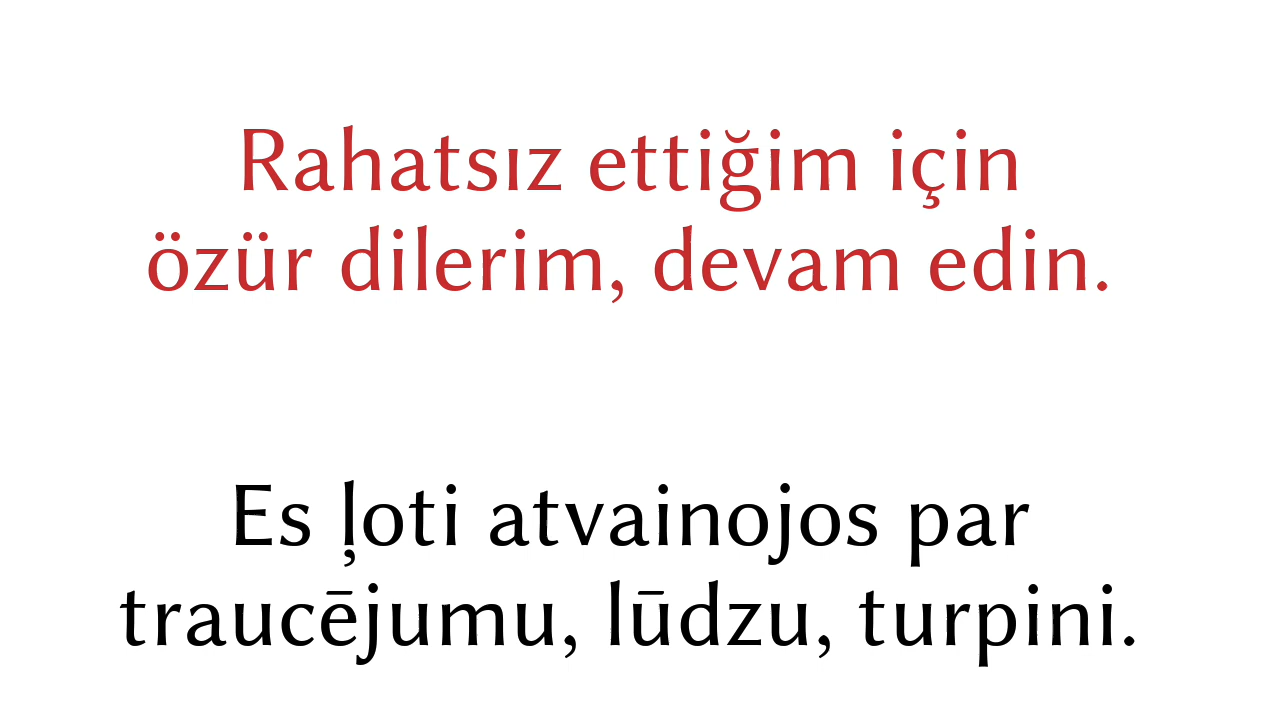 Rahatsız ettiğim için
özür dilerim, devam edin.
Es ļoti atvainojos par
traucējumu, lūdzu, turpini.